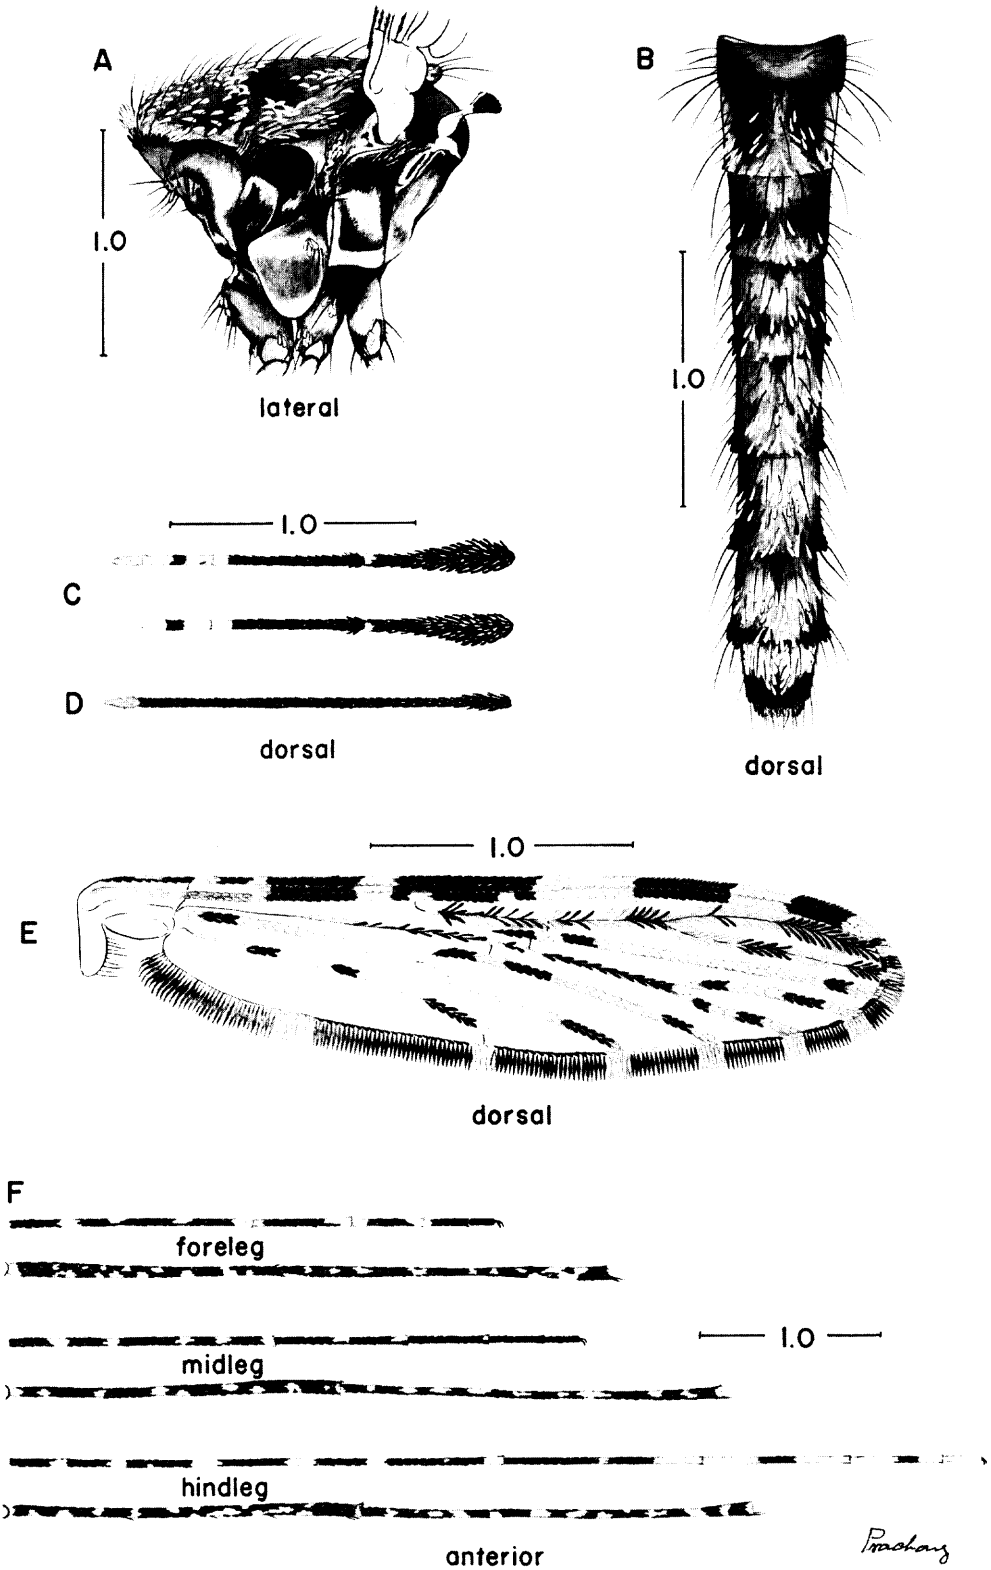 A
B
1.0
lateral
1.0
dorsal
1.0
C
D
dorsal
1.0
E
dorsal
F
foreleg
midleg
1.0
hindleg
anterior
Prachong